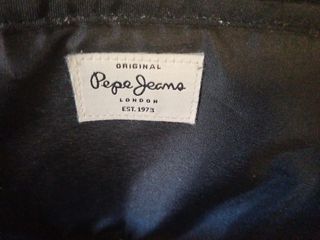 ORIGINAL
Pepe Jeans
LONDON
EST. 1973